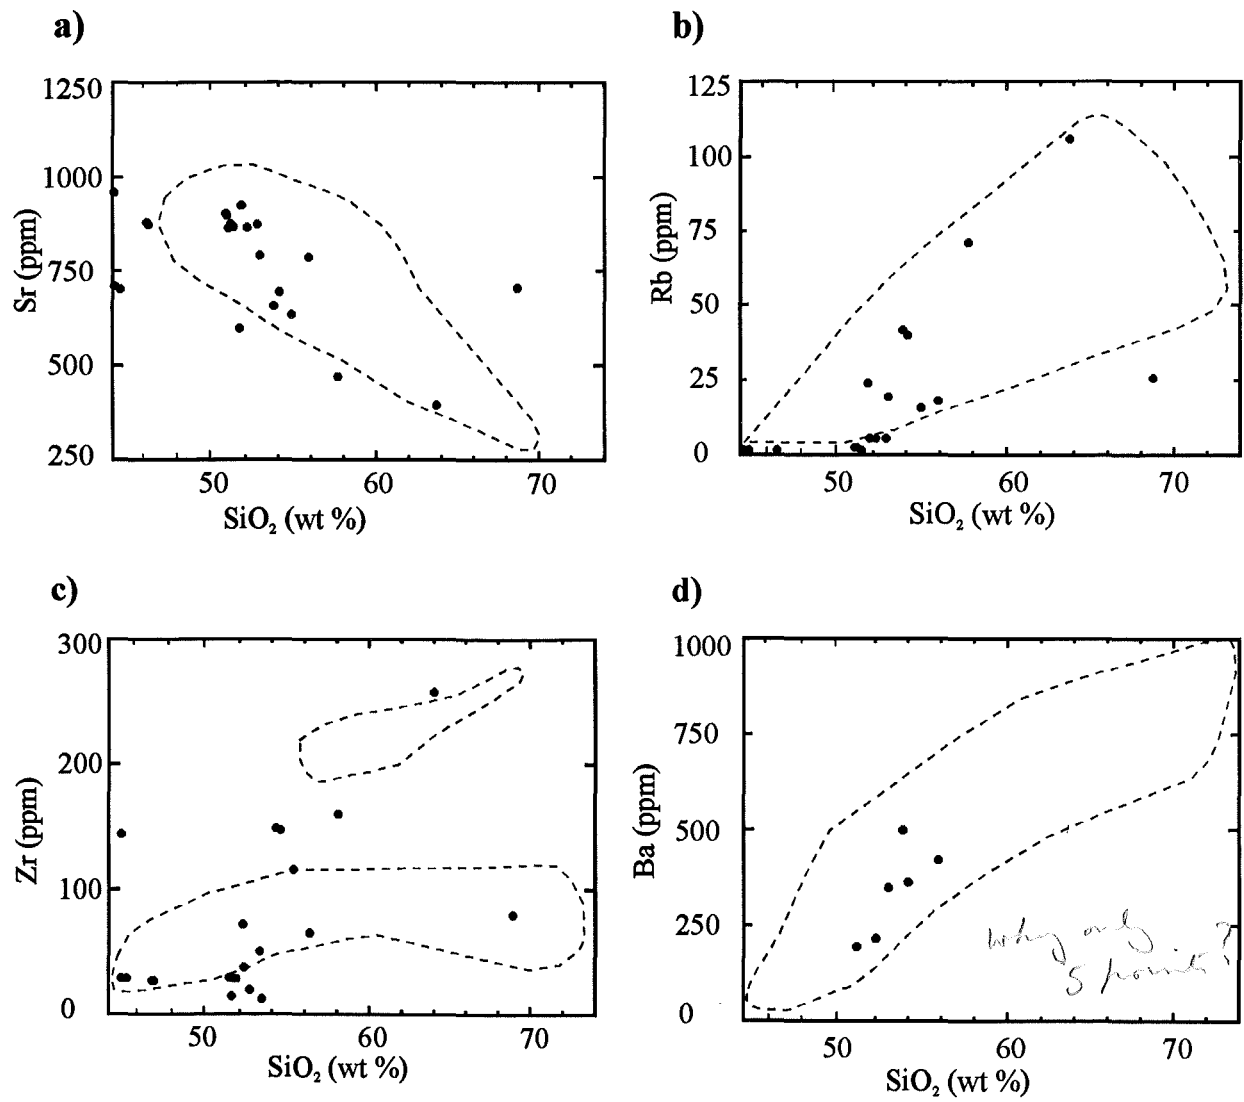 a)
1250
1000
750
500
250
Sr (ppm)
50 60 70
SiO₂ (wt %)
b)
125
100
75
50
25
0
Rb (ppm)
50 60 70
SiO₂ (wt %)
c)
300
200
100
0
Zr (ppm)
50 60 70
SiO₂ (wt %)
d)
1000
750
500
250
0
Ba (ppm)
50 60 70
SiO₂ (wt %)
Why only
5 points?